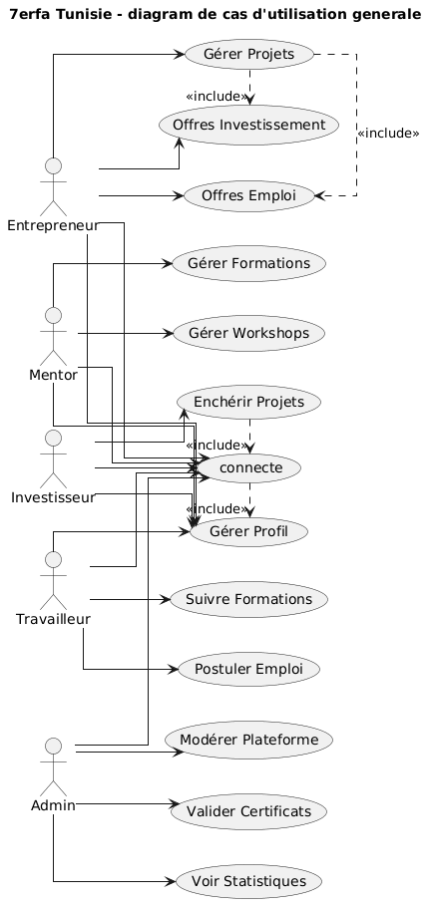 7erfa Tunisie - diagram de cas d'utilisation generale
Gérer Projets
«include»
Offres Investissement
«include»
Offres Emploi
Entrepreneur
Gérer Formations
Gérer Workshops
Mentor
Enchérir Projets
«include»
connecte
Investisseur
«include»
Gérer Profil
Travailleur
Suivre Formations
Postuler Emploi
Modérer Plateforme
Admin
Valider Certificats
Voir Statistiques